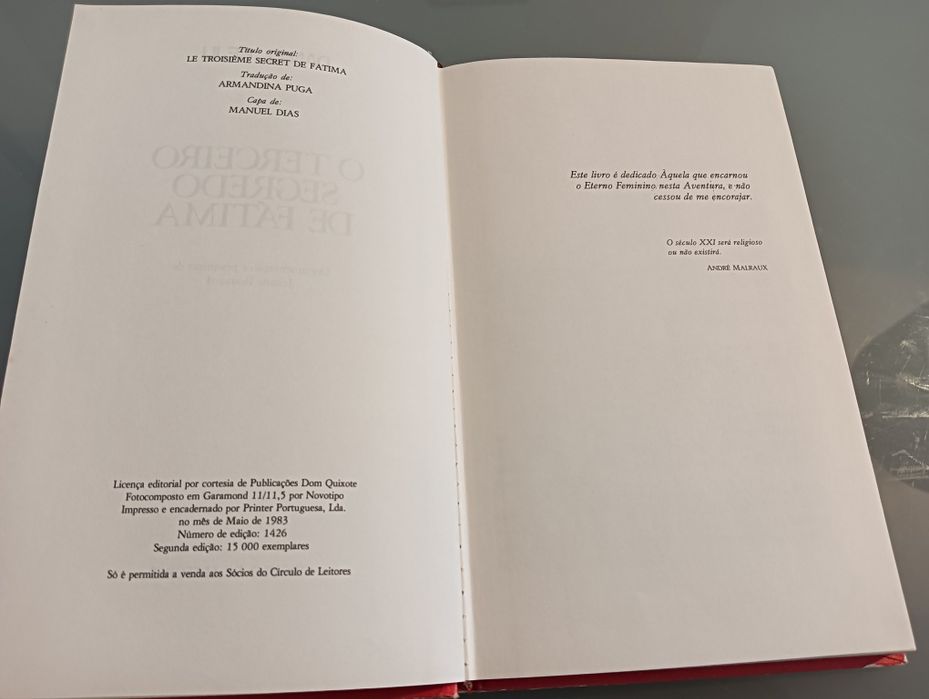 Título original:
LE TROISIÈME SECRET DE FATIMA
Tradução de:
ARMANDINA PUGA
Capa de:
MANUEL DIAS
O TERCEIRO
SEGREDO
DE FÁTIMA
Licença editorial por cortesia de Publicações Dom Quixote
Fotocomposto em Garamond 11/11,5 por Novotipo
Impresso e encadernado por Printer Portuguesa, Lda.
no mês de Maio de 1983
Número de edição: 1426
Segunda edição: 15 000 exemplares
Só é permitida a venda aos Sócios do Círculo de Leitores
Este livro é dedicado Àquela que encarnou
o Eterno Feminino nesta Aventura, e não
cessou de me encorajar.
O século XXI será religioso
ou não existirá.
ANDRÉ MALRAUX